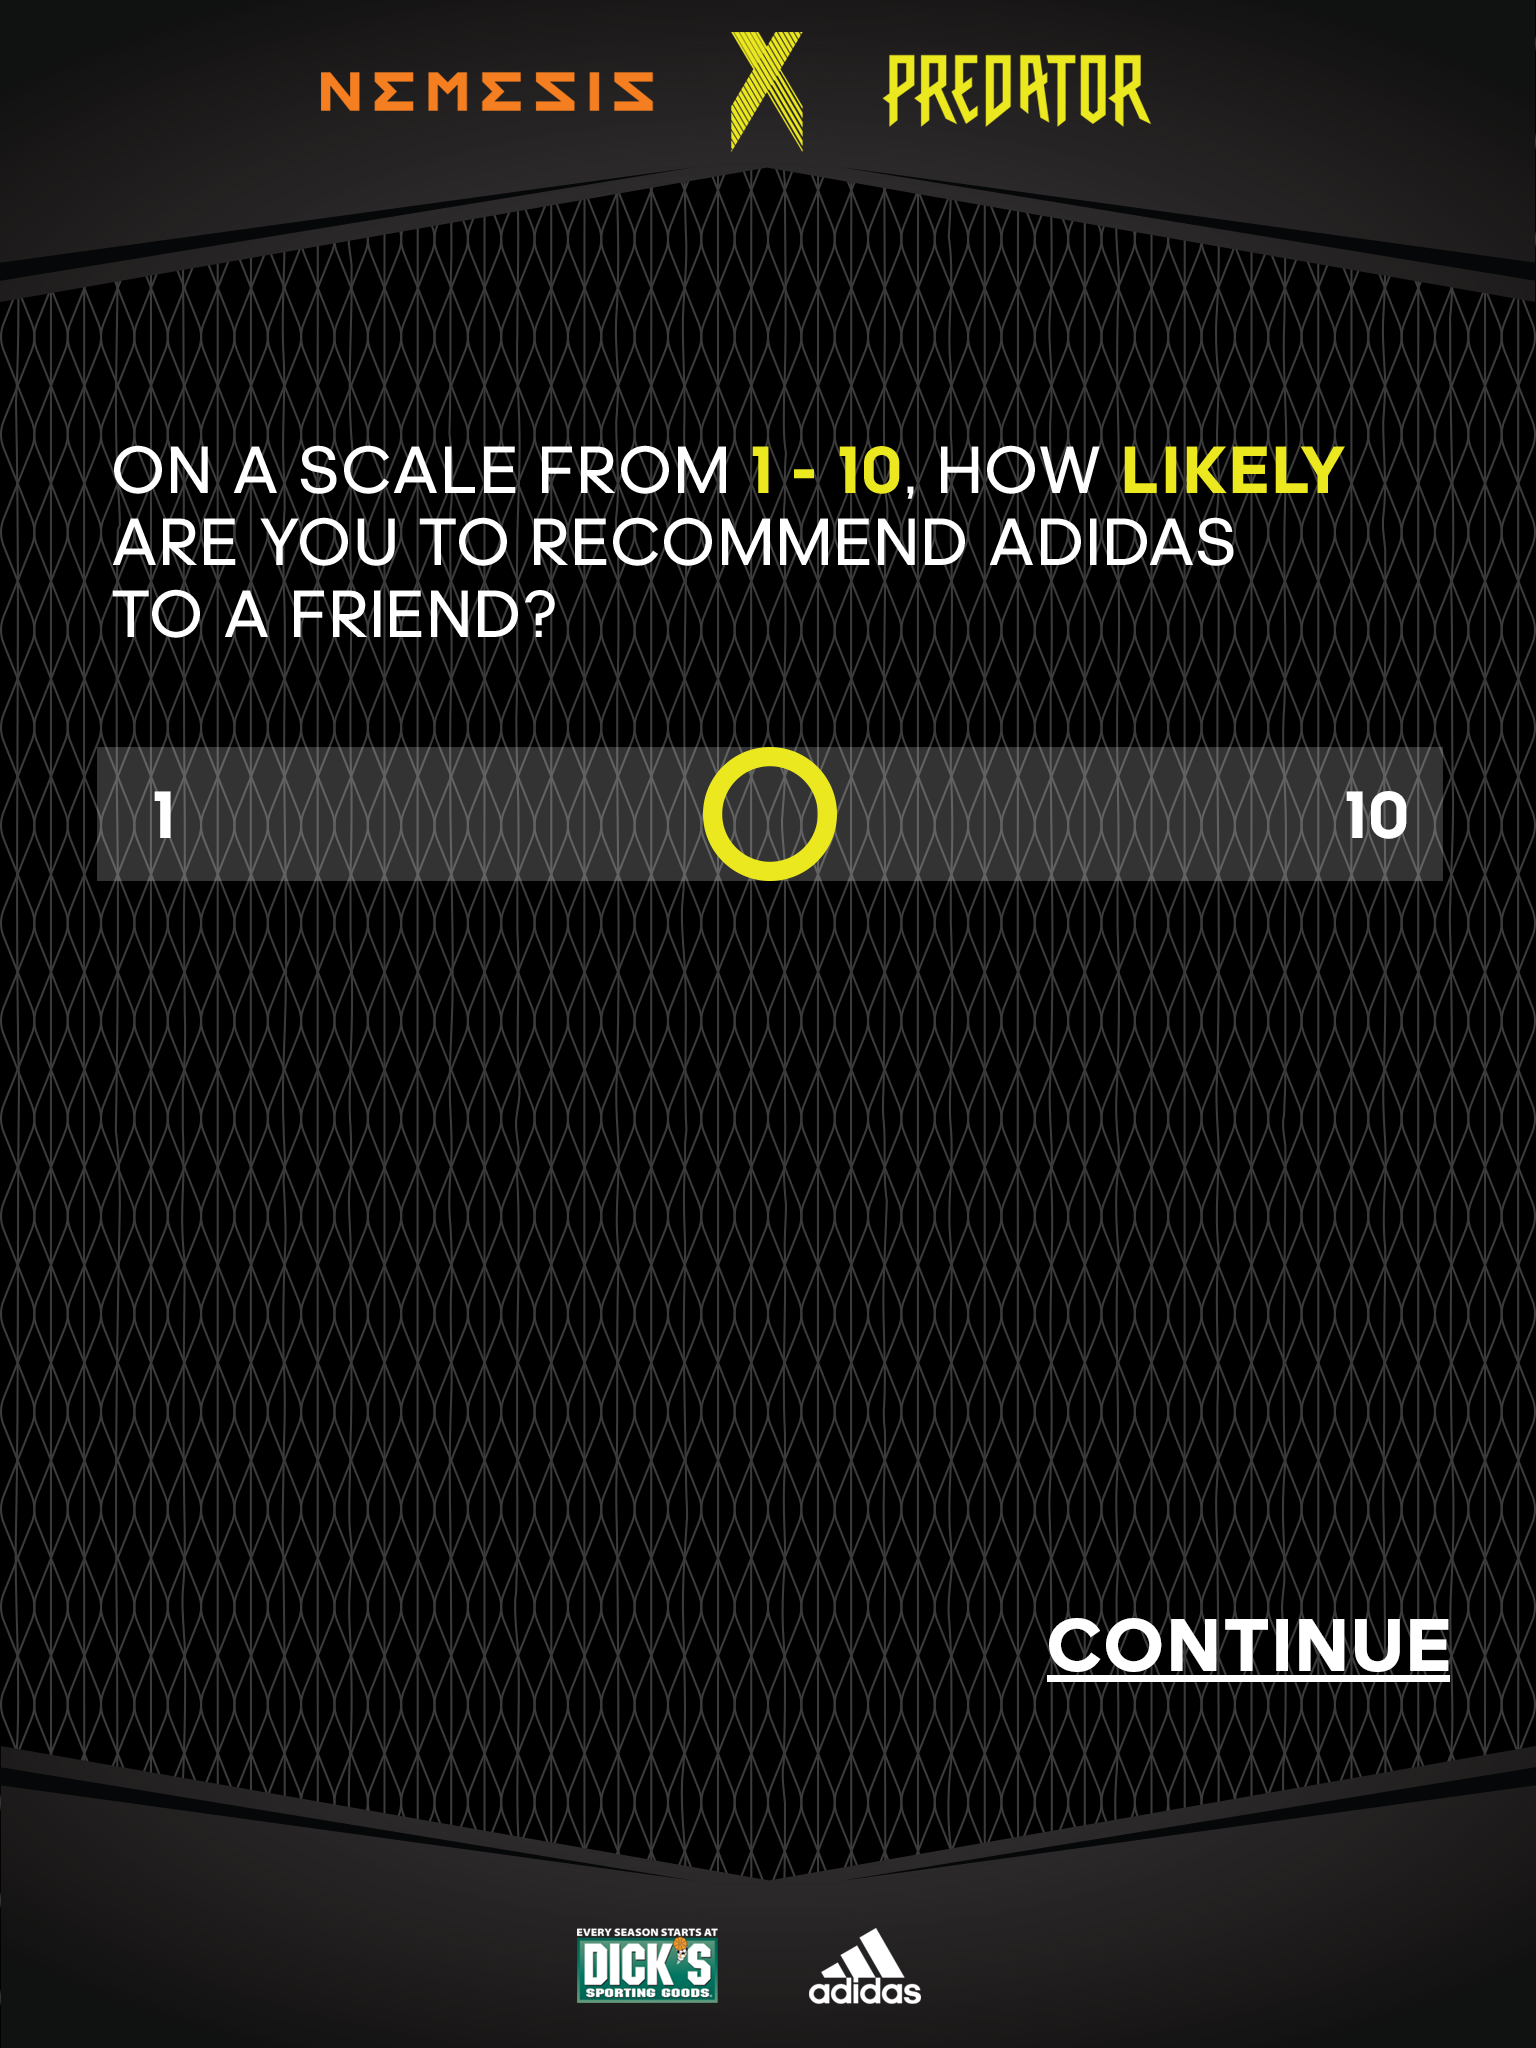 NEMESIS X PREDATOR
ON A SCALE FROM 1 - 10, HOW LIKELY
ARE YOU TO RECOMMEND ADIDAS
TO A FRIEND?
1 10
CONTINUE
EVERY SEASON STARTS AT
DICK'S
SPORTING GOODS.
adidas